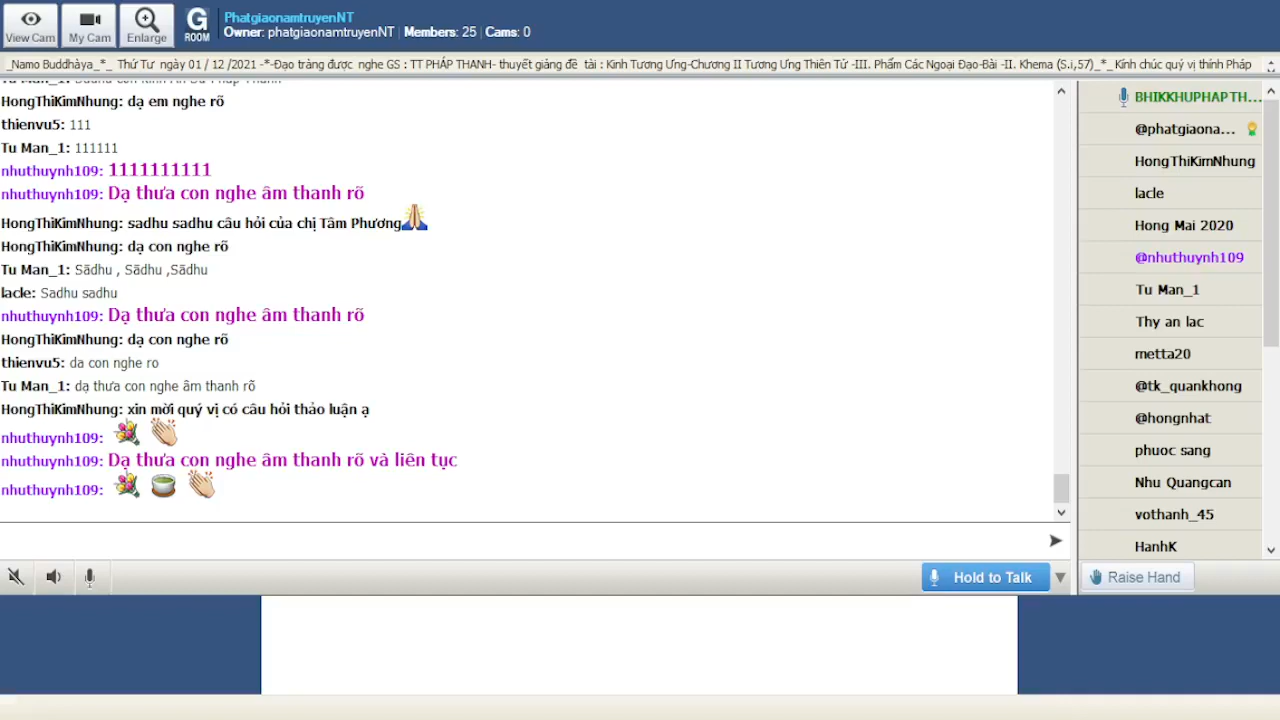 View Cam
My Cam
Enlarge
G
ROOM
PhatgiaonamtruyenNT
Owner: phatgiaonamtruyenNT | Members: 25 | Cams: 0
_Namo Buddhàya_*_ Thứ Tư ngày 01 / 12 /2021 -*-Đạo tràng được nghe GS : TT PHÁP THANH- thuyết giảng đề tài : Kinh Tương Ưng-Chương II Tương Ưng Thiên Tử -III. Phẩm Các Ngoại Đạo-Bài -II. Khema (S.i,57)_*_Kính chúc quý vị thính Pháp
HongThiKimNhung: dạ em nghe rõ
thienvu5: 111
Tu Man_1: 111111
nhuthuynh109: 1111111111
nhuthuynh109: Dạ thưa con nghe âm thanh rõ
HongThiKimNhung: sadhu sadhu câu hỏi của chị Tâm Phương
HongThiKimNhung: dạ con nghe rõ
Tu Man_1: Sādhu , Sādhu ,Sādhu
lacle: Sadhu sadhu
nhuthuynh109: Dạ thưa con nghe âm thanh rõ
HongThiKimNhung: dạ con nghe rõ
thienvu5: da con nghe ro
Tu Man_1: dạ thưa con nghe âm thanh rõ
HongThiKimNhung: xin mời quý vị có câu hỏi thảo luận ạ
nhuthuynh109:
nhuthuynh109: Dạ thưa con nghe âm thanh rõ và liên tục
nhuthuynh109:
Hold to Talk
BHIKKHUPHAPTH...
@phatgiaona...
HongThiKimNhung
lacle
Hong Mai 2020
@nhuthuynh109
Tu Man_1
Thy an lac
metta20
@tk_quankhong
@hongnhat
phuoc sang
Nhu Quangcan
vothanh_45
HanhK
Raise Hand